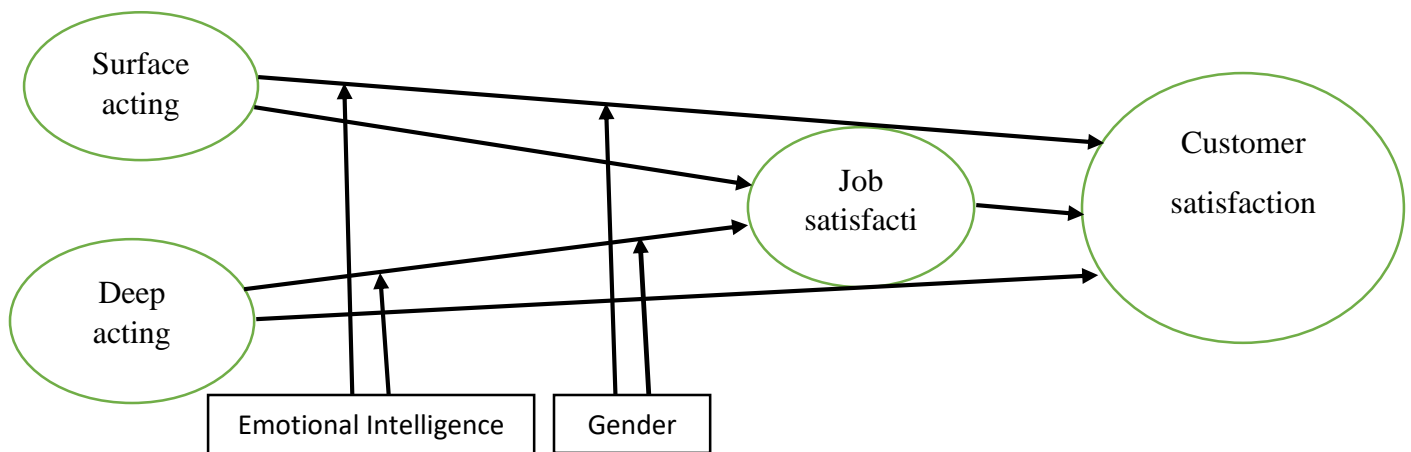 Surface
acting
Customer
satisfaction
Job
satisfacti
Deep
acting
Emotional Intelligence
Gender